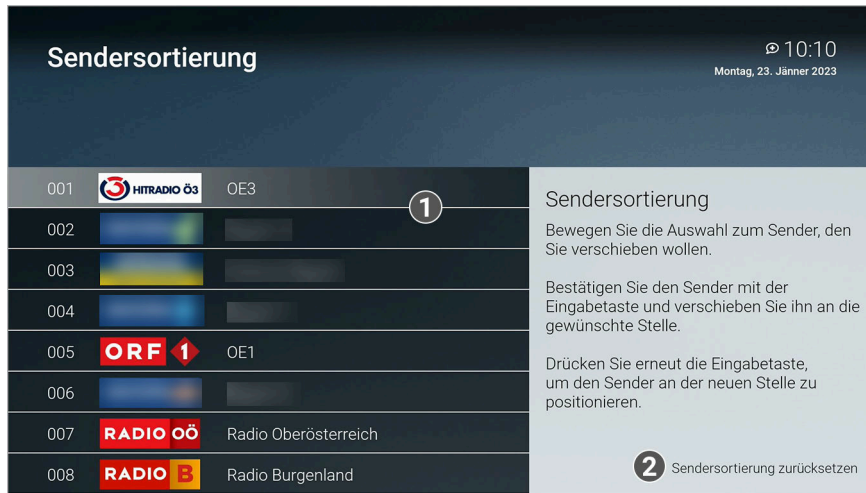 Sendersortierung
10:10
Montag, 23. Jänner 2023
001 3 HITRADIO Ö3 OE3
1
002
003
004
005 ORF 1 OE1
006
007 RADIO OÖ Radio Oberösterreich
008 RADIO B Radio Burgenland
Sendersortierung
Bewegen Sie die Auswahl zum Sender, den
Sie verschieben wollen.
Bestätigen Sie den Sender mit der
Eingabetaste und verschieben Sie ihn an die
gewünschte Stelle.
Drücken Sie erneut die Eingabetaste,
um den Sender an der neuen Stelle zu
positionieren.
2 Sendersortierung zurücksetzen